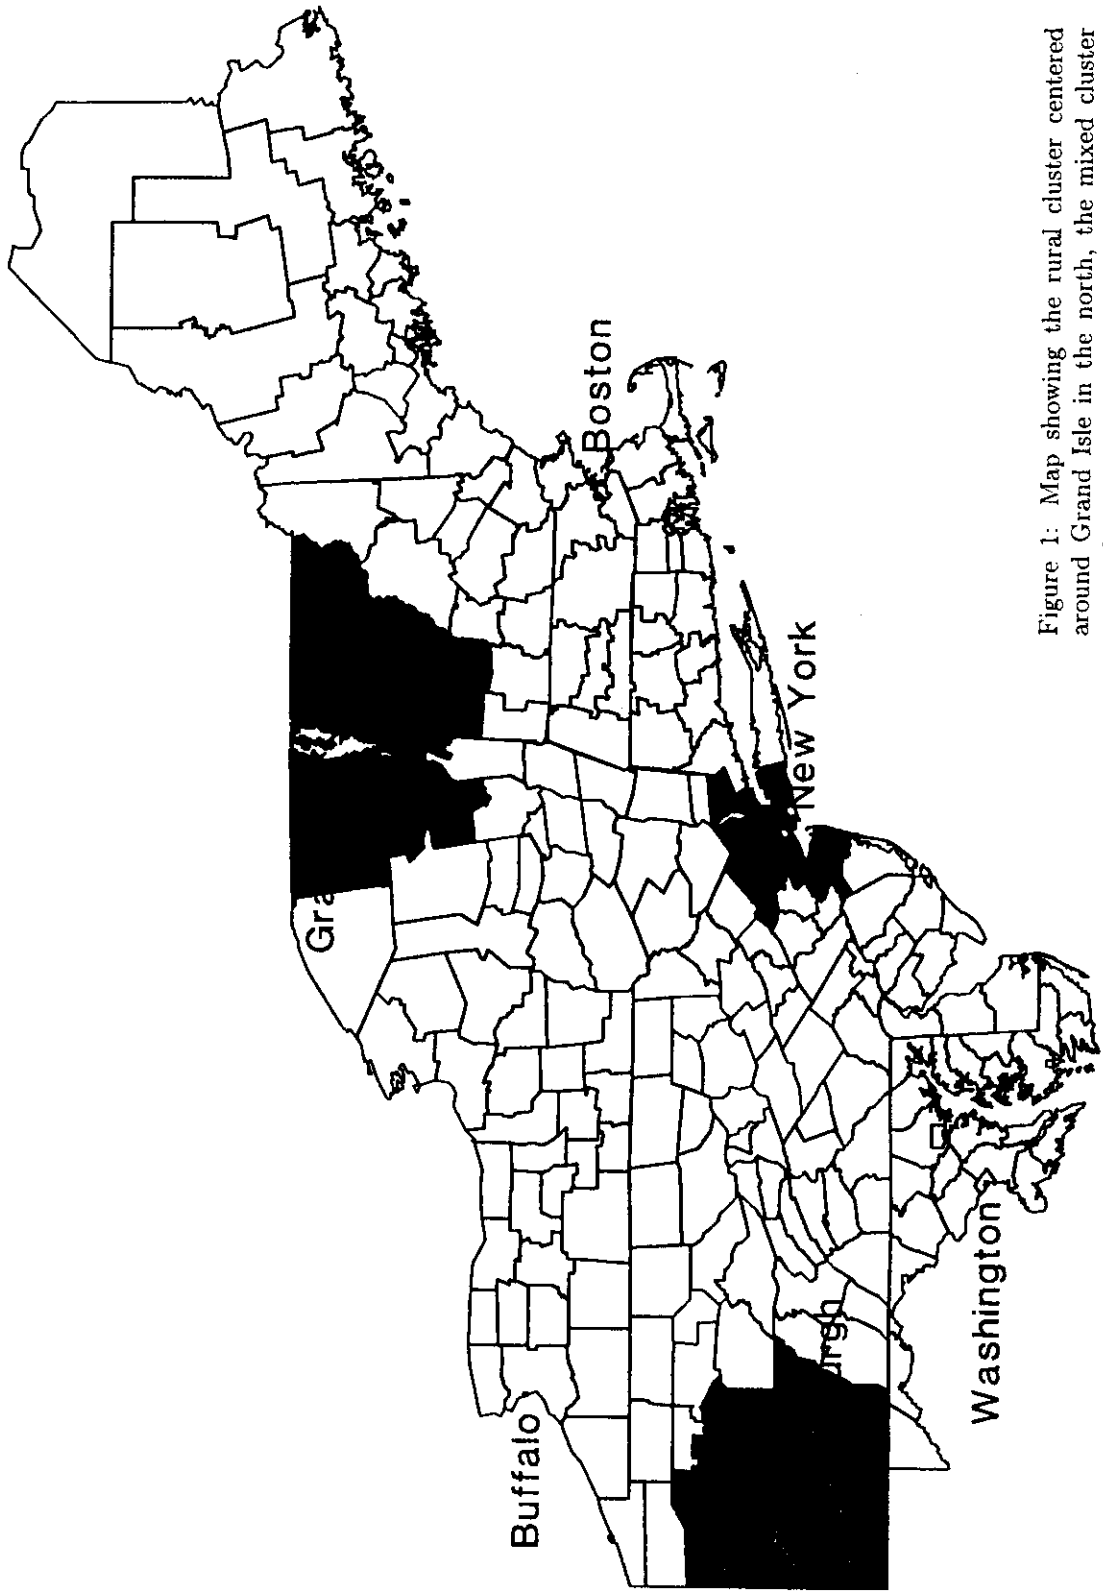 Gra
Boston
Buffalo
New York
urgh
Washington
Figure 1: Map showing the rural cluster centered
around Grand Isle in the north, the mixed cluster